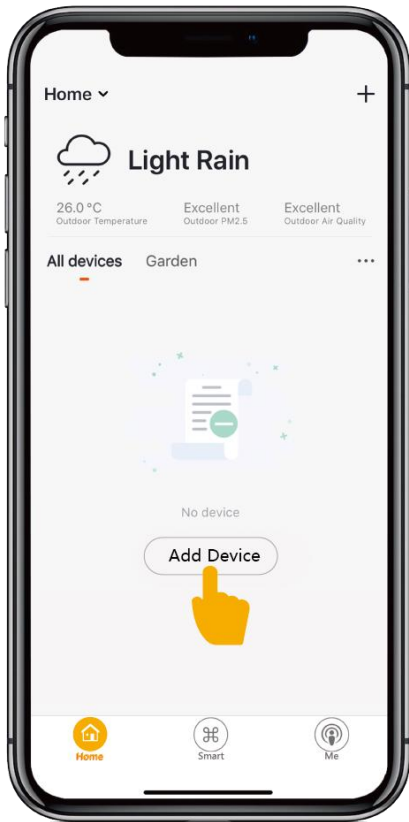 Home
Light Rain
26.0 °C Excellent Excellent
Outdoor Temperature Outdoor PM2.5 Outdoor Air Quality
All devices Garden
No device
Add Device
Home Smart Me